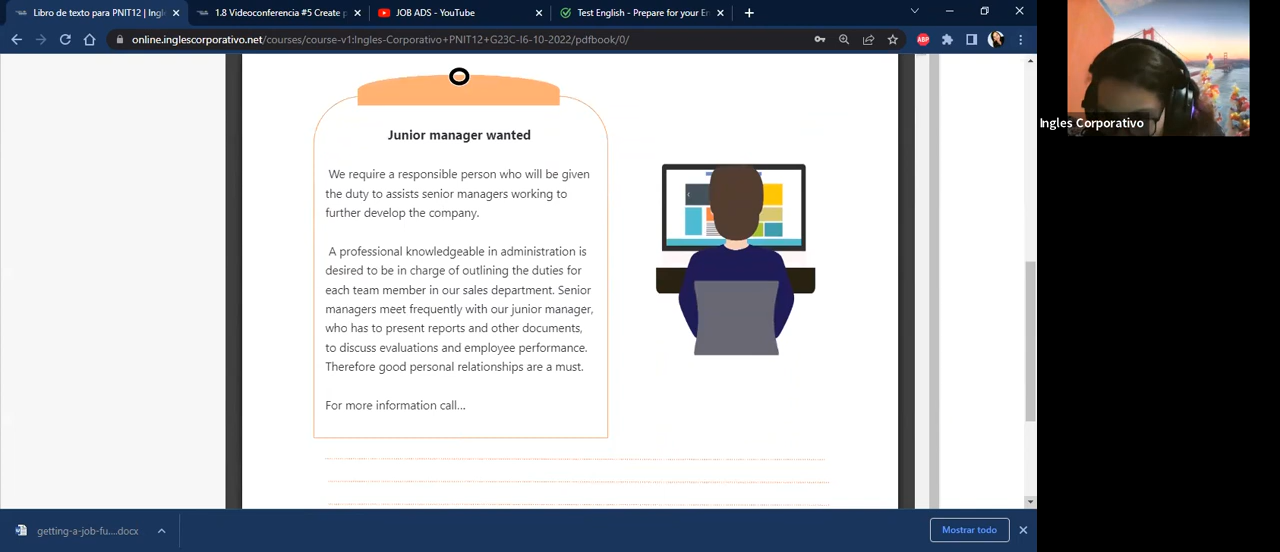 Libro de texto para PNIT12 | Ingle
1.8 Videoconferencia #5 Create p
JOB ADS - YouTube
Test English - Prepare for your En
online.inglescorporativo.net/courses/course-v1:Ingles-Corporativo+PNIT12+G23C-I6-10-2022/pdfbook/0/
ABP
Ingles Corporativo
Junior manager wanted
We require a responsible person who will be given
the duty to assists senior managers working to
further develop the company.
A professional knowledgeable in administration is
desired to be in charge of outlining the duties for
each team member in our sales department. Senior
managers meet frequently with our junior manager,
who has to present reports and other documents,
to discuss evaluations and employee performance.
Therefore good personal relationships are a must.
For more information call...
getting-a-job-fu....docx
Mostrar todo